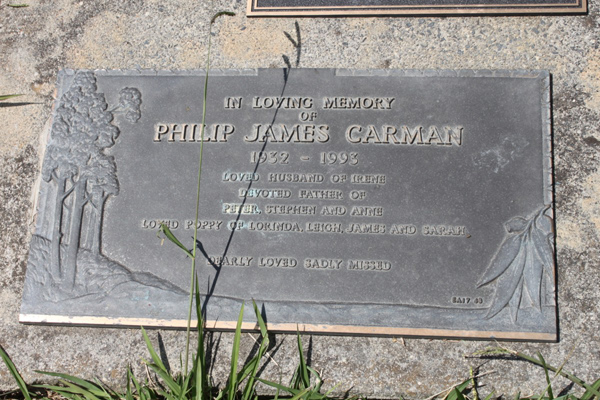 IN LOVING MEMORY
OF
PHILIP JAMES CARMAN
1932 - 1993
LOVED HUSBAND OF IRENE
DEVOTED FATHER OF
PETER, STEPHEN AND ANNE
LOVED POPPY OF LORINDA, LEIGH, JAMES AND SARAH
DEARLY LOVED SADLY MISSED